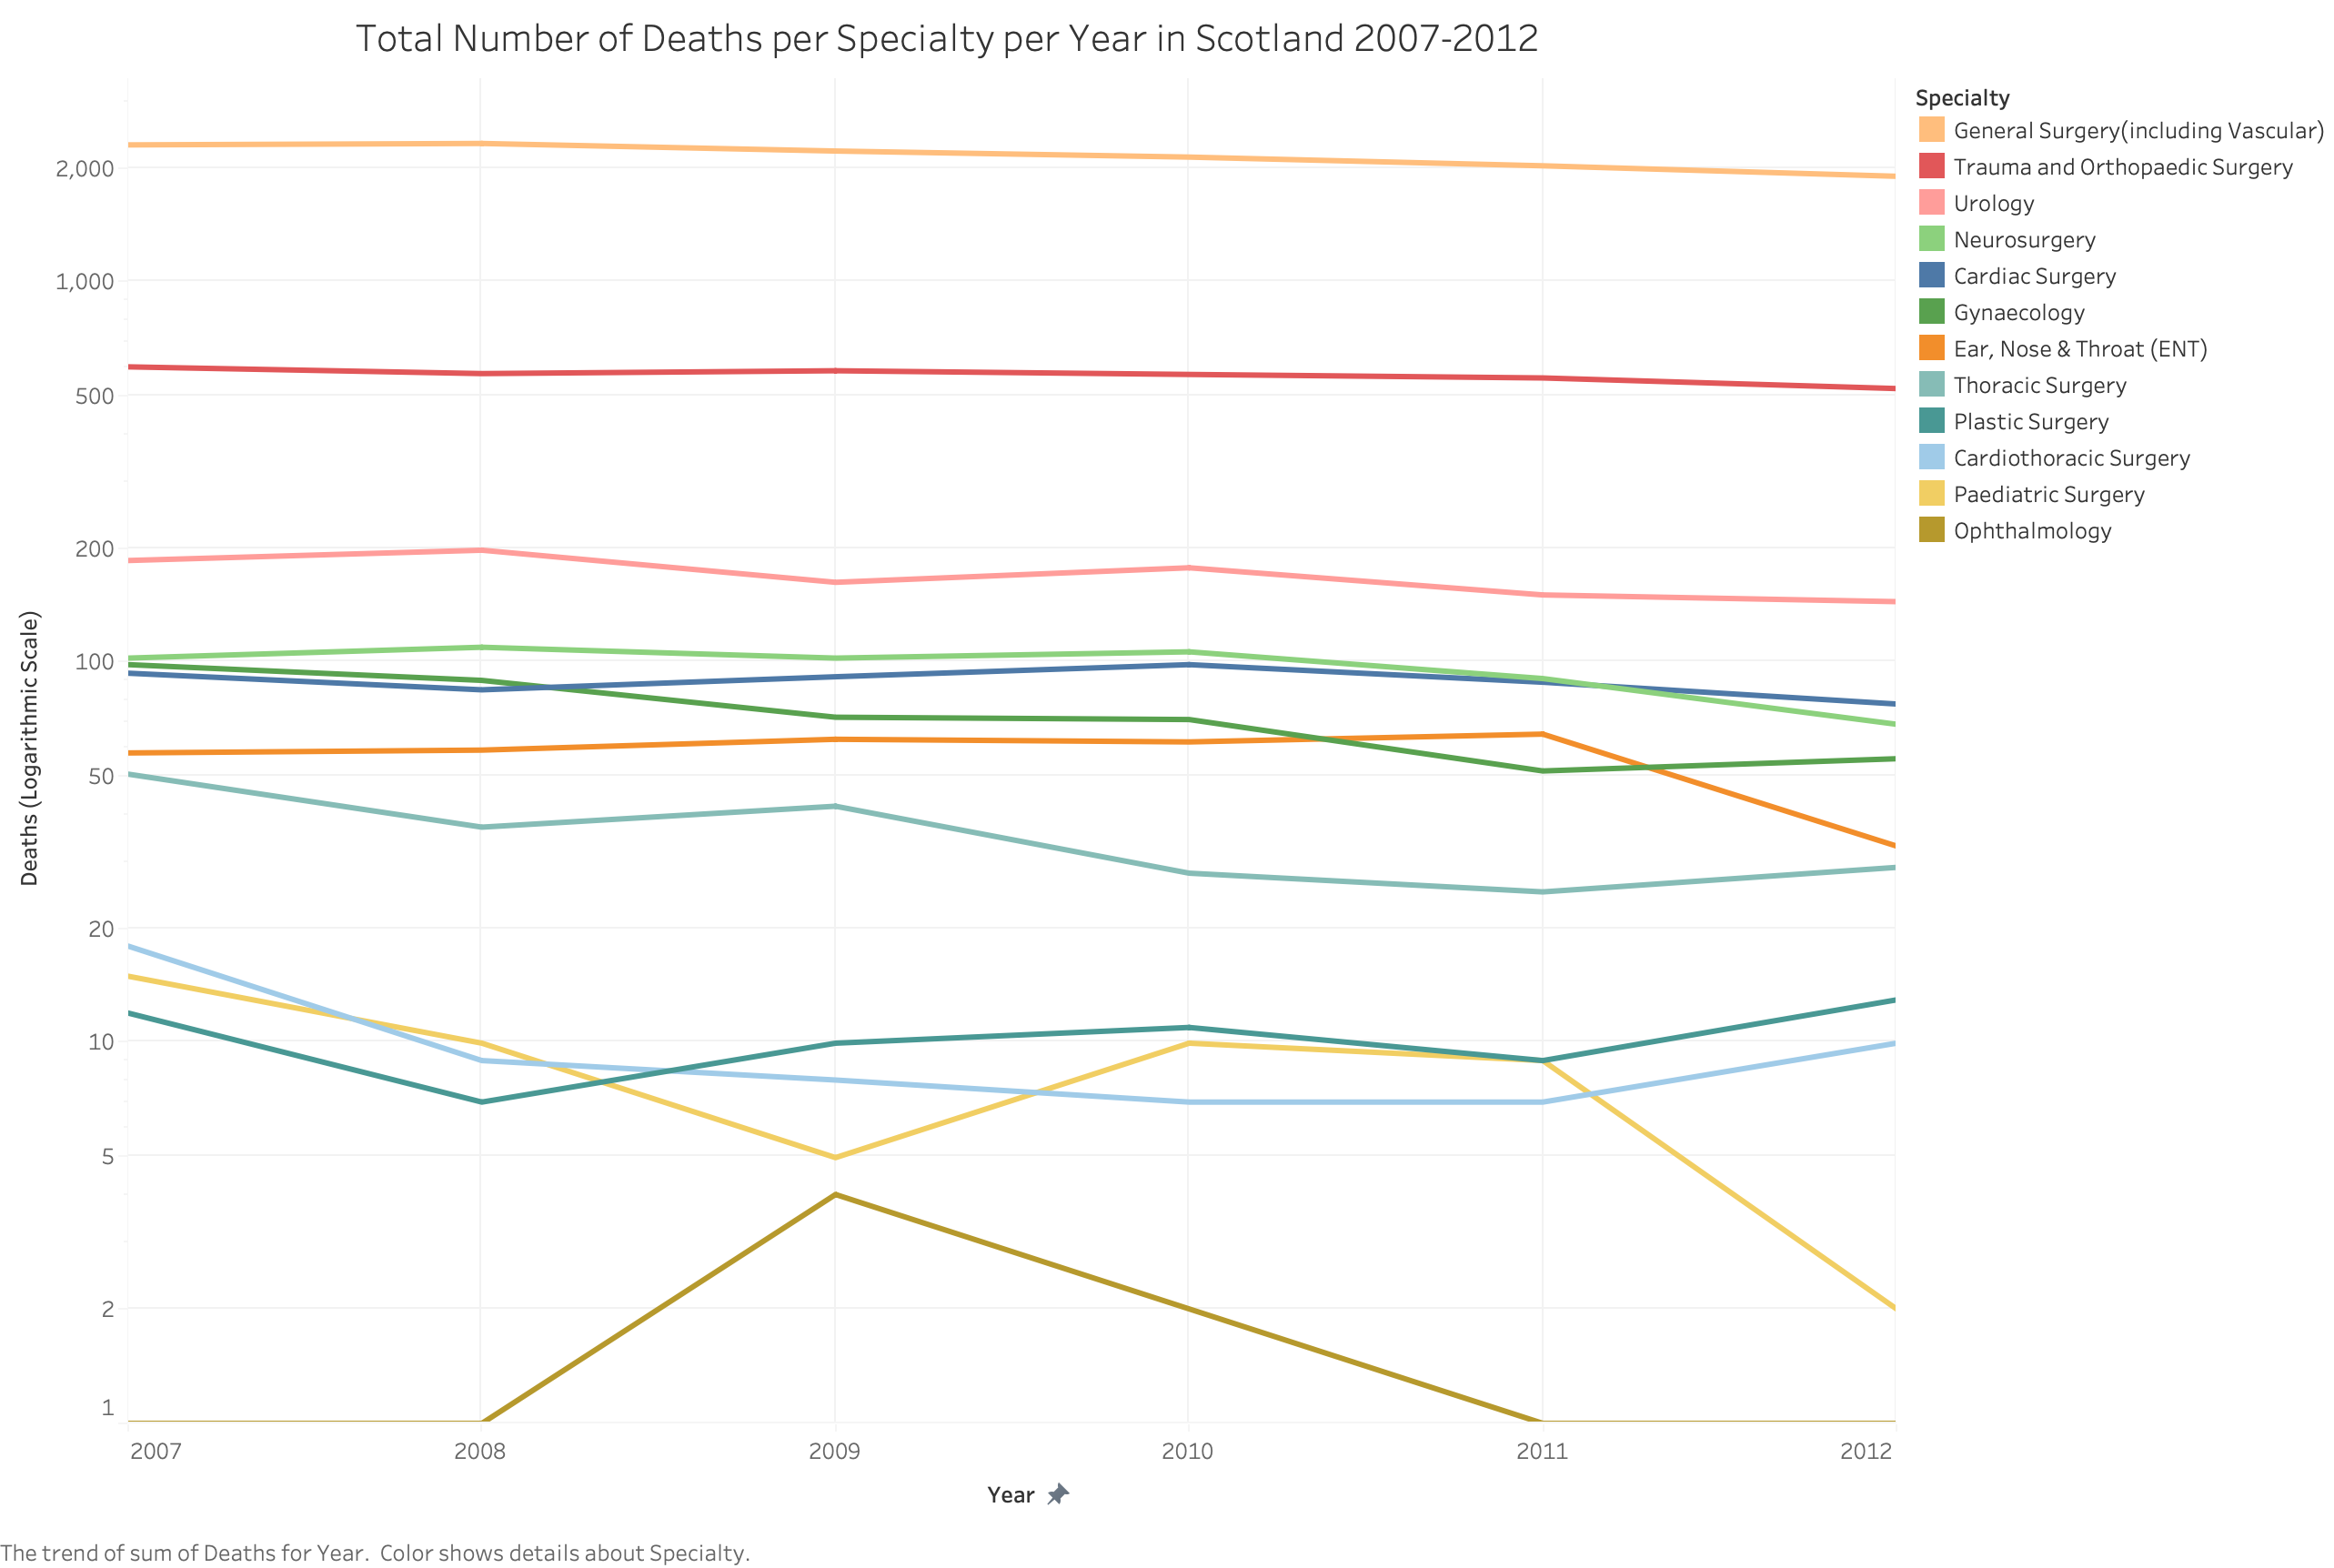 Total Number of Deaths per Specialty per Year in Scotland 2007-2012
Deaths (Logarithmic Scale)
2,000
1,000
500
200
100
50
20
10
5
2
1
2007 2008 2009 2010 2011 2012
Year
Specialty
General Surgery(including Vascular)
Trauma and Orthopaedic Surgery
Urology
Neurosurgery
Cardiac Surgery
Gynaecology
Ear, Nose & Throat (ENT)
Thoracic Surgery
Plastic Surgery
Cardiothoracic Surgery
Paediatric Surgery
Ophthalmology
The trend of sum of Deaths for Year.  Color shows details about Specialty.